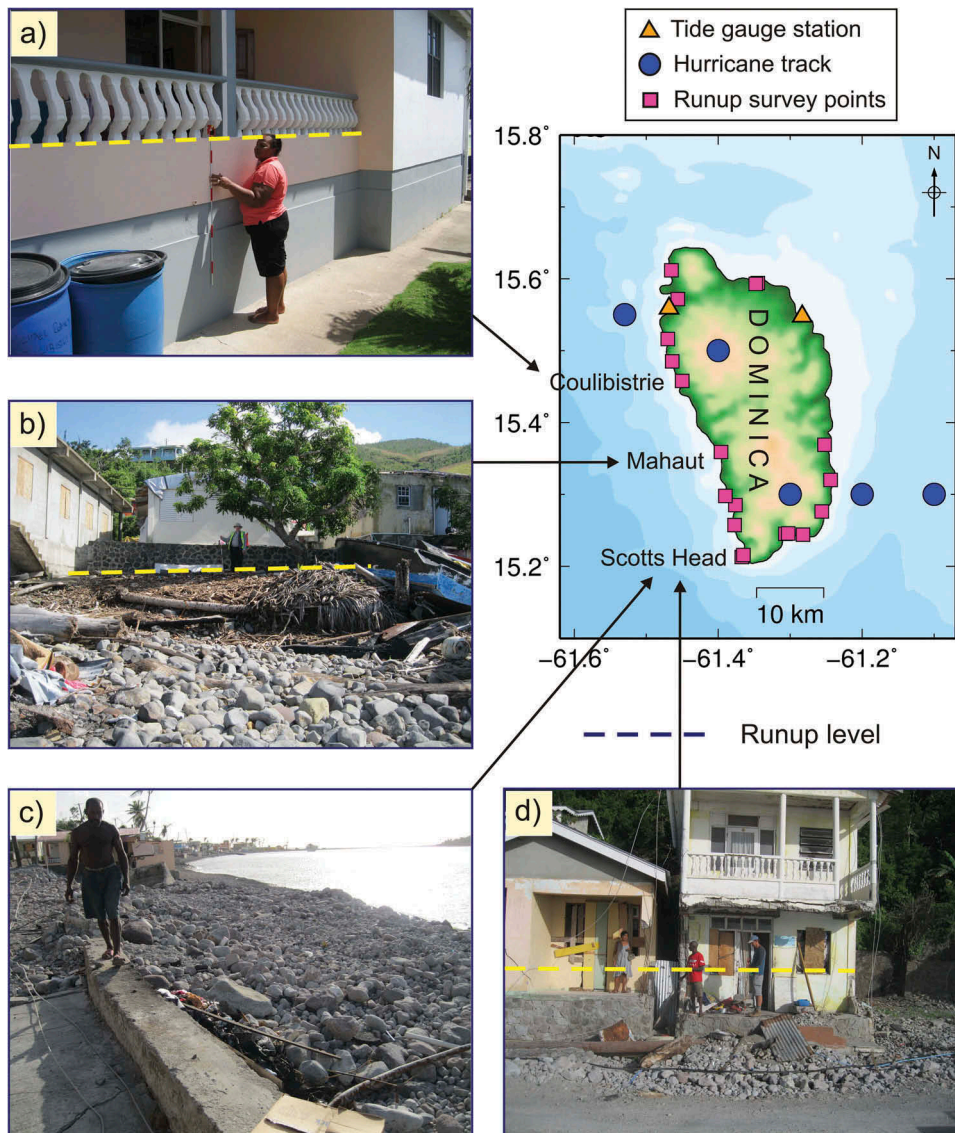 a)
Tide gauge station
Hurricane track
Runup survey points
15.8°
N
15.6°
DOMINICA
Coulibistrie
15.4°
b)
Mahaut
Scotts Head
15.2°
10 km
−61.6°
−61.4°
−61.2°
Runup level
c)
d)